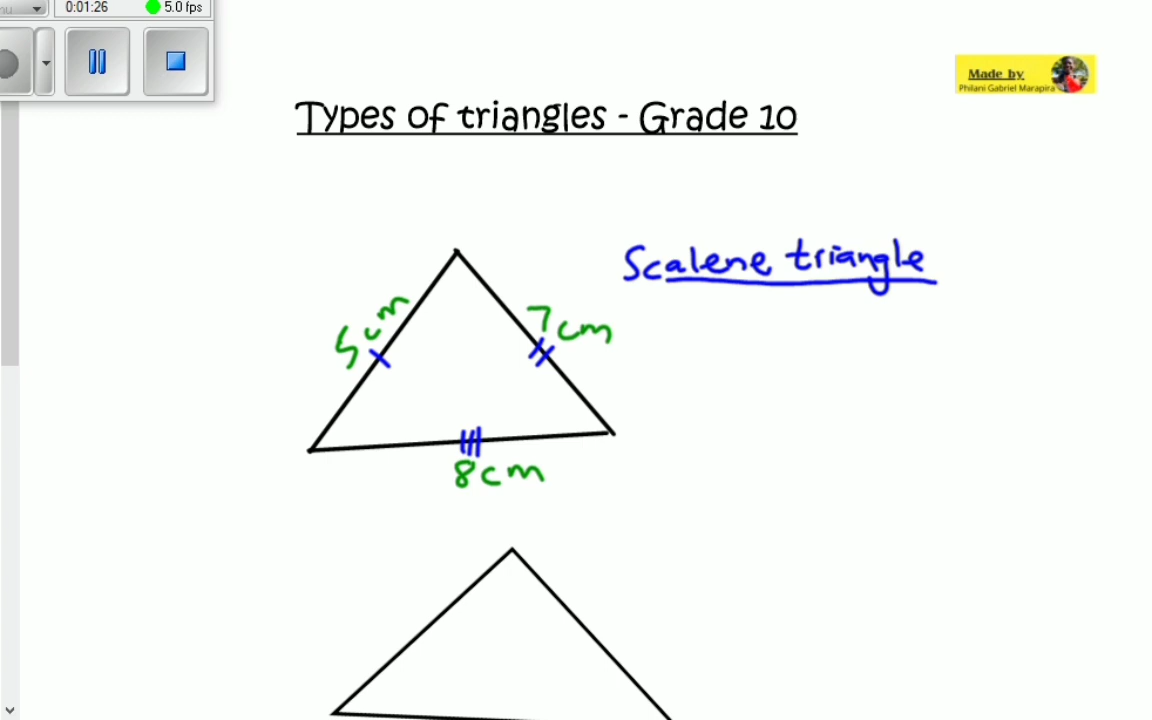 0:01:26 5.0 fps
Made by
Philani Gabriel Marapira
Types of triangles - Grade 10
Scalene triangle
5cm
7cm
8cm